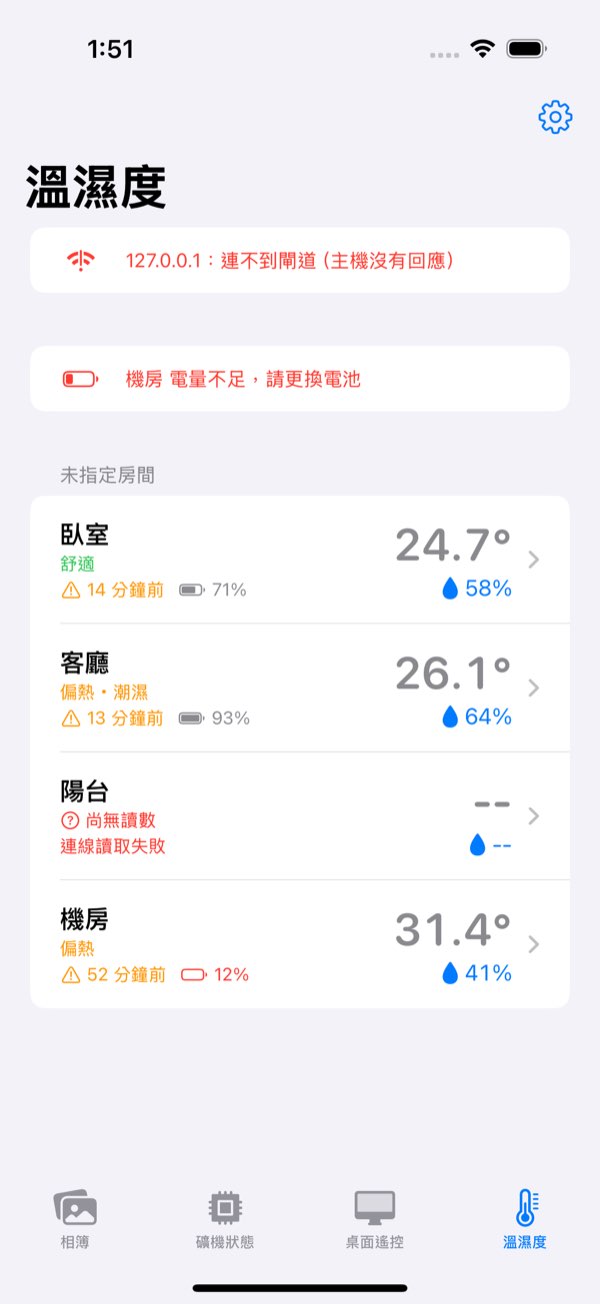 1:51
溫濕度
127.0.0.1：連不到閘道 (主機沒有回應)
機房 電量不足，請更換電池
未指定房間
臥室
24.7°
舒適
14 分鐘前 71%
58%
客廳
26.1°
偏熱・潮濕
13 分鐘前 93%
64%
陽台
--
尚無讀數
連線讀取失敗
--
機房
31.4°
偏熱
52 分鐘前 12%
41%
相簿
礦機狀態
桌面遙控
溫濕度